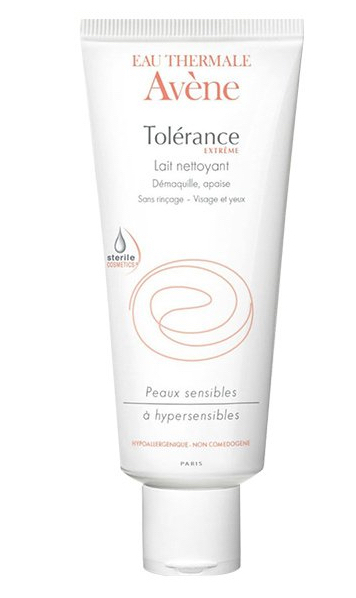 EAU THERMALE
Avène
Tolérance
EXTRÊME
Lait nettoyant
Démaquille, apaise
Sans rinçage - Visage et yeux
sterile
COSMETICS
Peaux sensibles
à hypersensibles
HYPOALLERGÉNIQUE - NON COMEDOGÈNE
PARIS